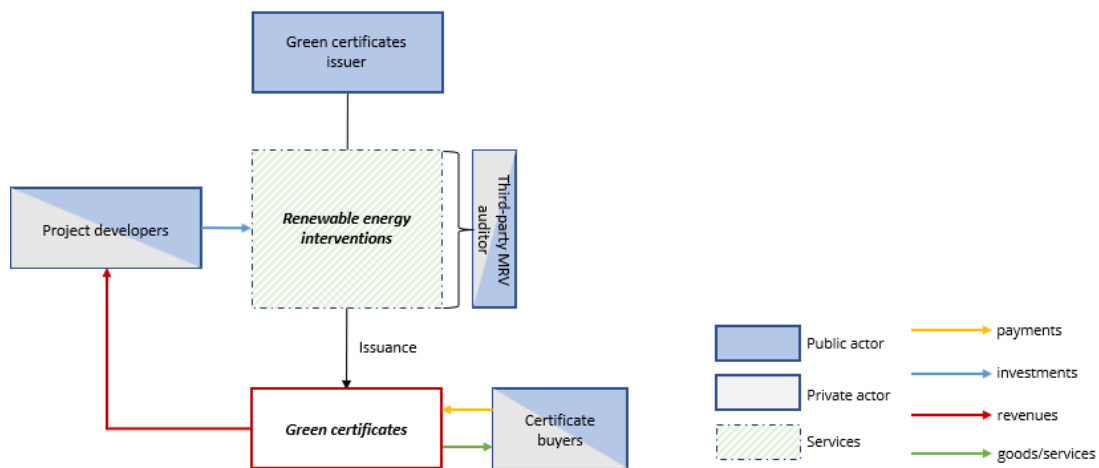 Green certificates
issuer
Renewable energy
interventions
Third-party MRV
auditor
Project developers
Issuance
Green certificates
Certificate
buyers
Public actor
Private actor
Services
payments
investments
revenues
goods/services